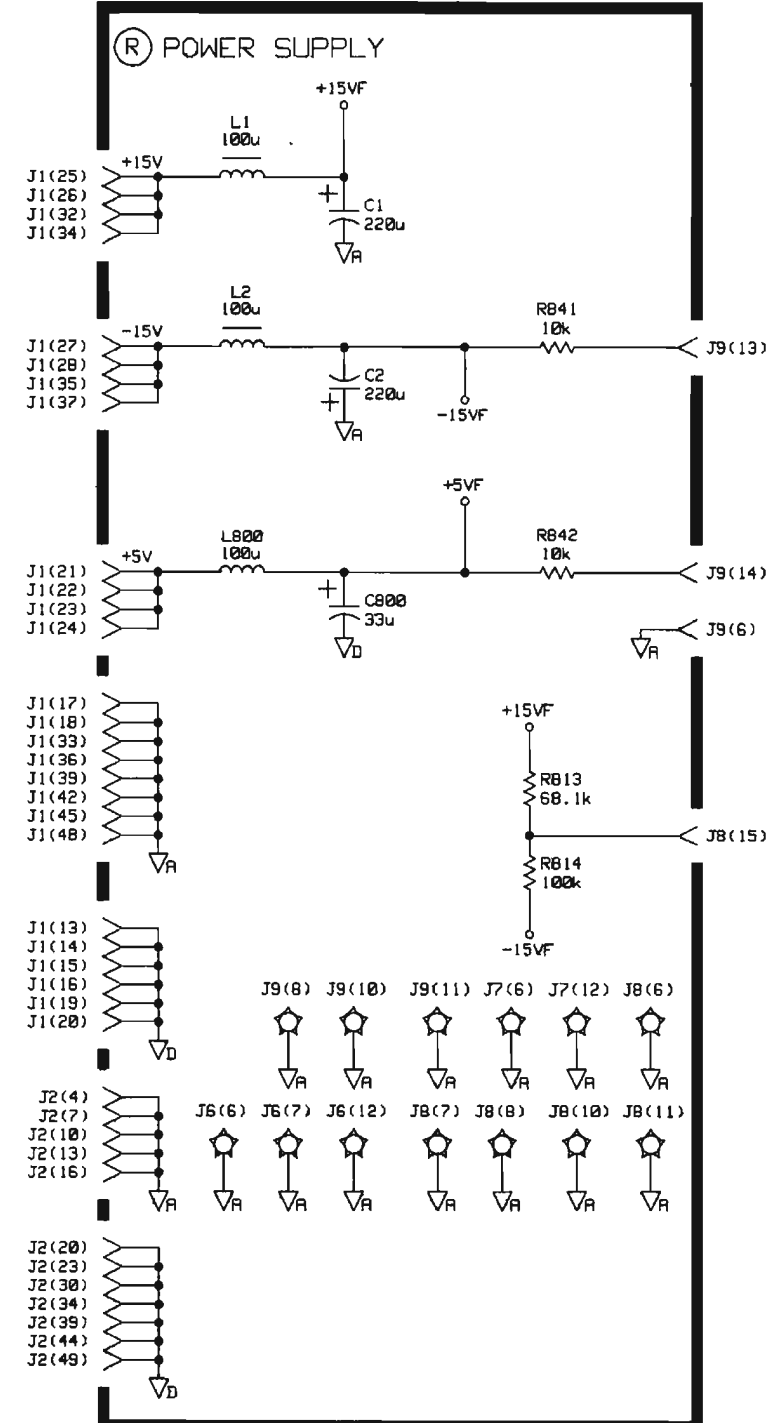 R POWER SUPPLY
+15VF
L1
100u
+15V
J1(25)
J1(26)
J1(32)
J1(34)
+
C1
220u
A
L2
100u
R841
10k
-15V
J1(27)
J1(28)
J1(35)
J1(37)
J9(13)
C2
220u
+
-15VF
A
+5VF
L800
100u
R842
10k
+5V
J1(21)
J1(22)
J1(23)
J1(24)
J9(14)
+
C800
33u
D
J9(6)
A
J1(17)
J1(18)
J1(33)
J1(36)
J1(39)
J1(42)
J1(45)
J1(48)
A
+15VF
R813
68.1k
J8(15)
R814
100k
-15VF
J1(13)
J1(14)
J1(15)
J1(16)
J1(19)
J1(20)
D
J9(8) J9(10) J9(11) J7(6) J7(12) J8(6)
A A A A A A
J2(4)
J2(7)
J2(10)
J2(13)
J2(16)
A
J6(6) J6(7) J6(12) J8(7) J8(8) J8(10) J8(11)
A A A A A A A
J2(20)
J2(23)
J2(30)
J2(34)
J2(39)
J2(44)
J2(49)
D